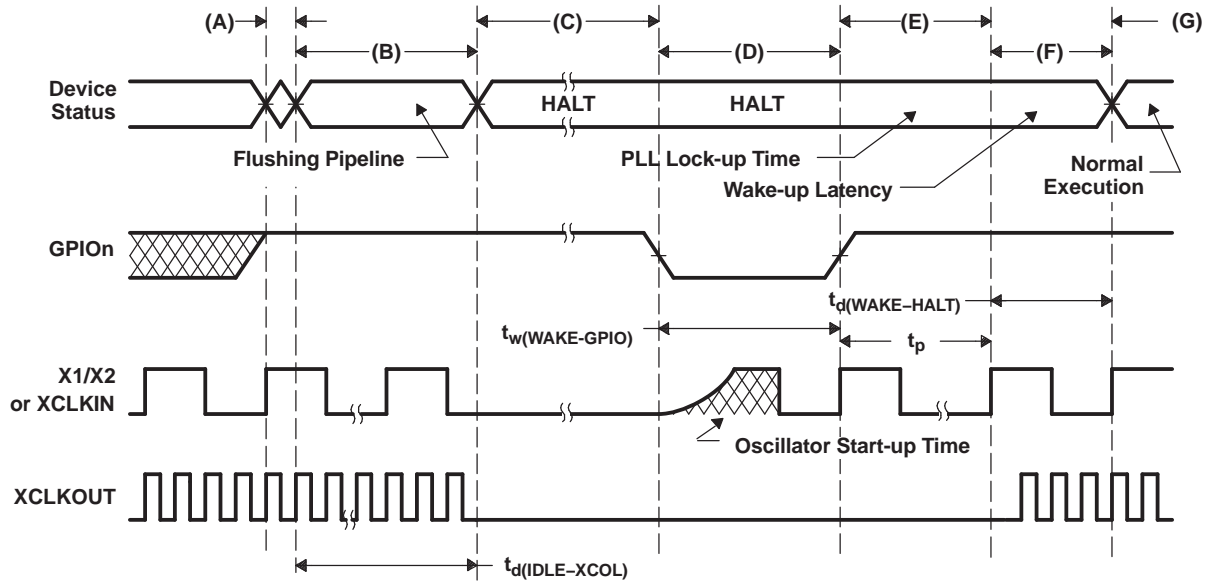 (A)
(B)
(C)
(D)
(E)
(F)
(G)
Device
Status
HALT
HALT
Flushing Pipeline
PLL Lock-up Time
Wake-up Latency
Normal
Execution
GPIOn
td(WAKE−HALT)
tw(WAKE-GPIO)
tp
X1/X2
or XCLKIN
Oscillator Start-up Time
XCLKOUT
td(IDLE−XCOL)